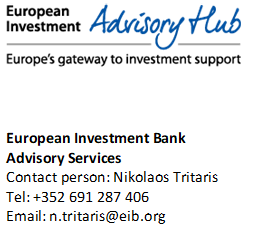 European
Investment Advisory Hub
Europe's gateway to investment support
European Investment Bank
Advisory Services
Contact person: Nikolaos Tritaris
Tel: +352 691 287 406
Email: n.tritaris@eib.org